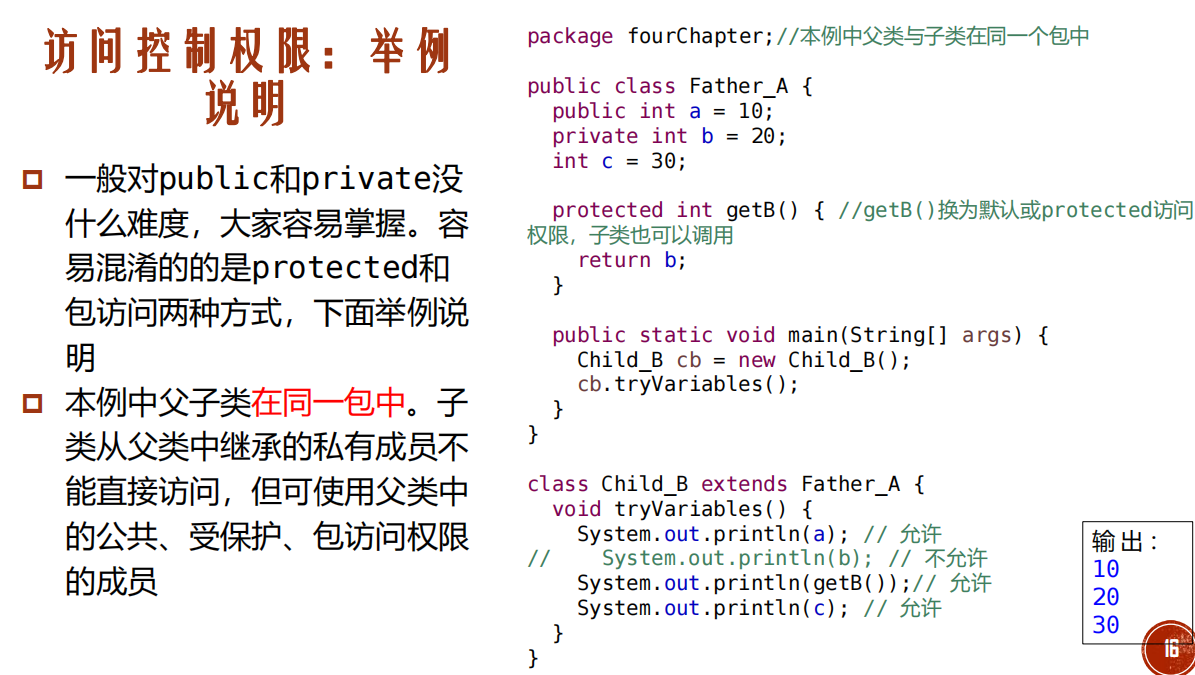 访问控制权限：举例
说明
一般对public和private没
什么难度，大家容易掌握。容
易混淆的的是protected和
包访问两种方式，下面举例说
明
本例中父子类在同一包中。子
类从父类中继承的私有成员不
能直接访问，但可使用父类中
的公共、受保护、包访问权限
的成员
package fourChapter;//本例中父类与子类在同一个包中
public class Father_A {
public int a = 10;
private int b = 20;
int c = 30;
protected int getB() { //getB()换为默认或protected访问
权限，子类也可以调用
return b;
}
public static void main(String[] args) {
Child_B cb = new Child_B();
cb.tryVariables();
}
}
class Child_B extends Father_A {
void tryVariables() {
System.out.println(a); // 允许
// System.out.println(b); // 不允许
System.out.println(getB());// 允许
System.out.println(c); // 允许
}
}
输出：
10
20
30
16